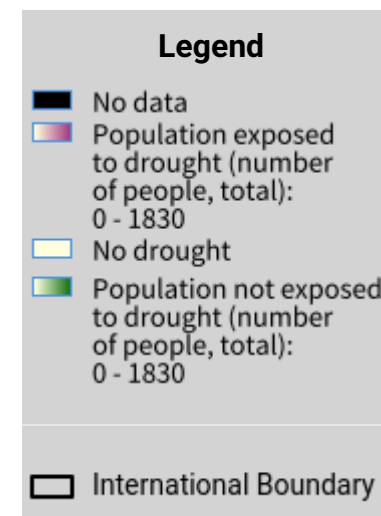 Legend
No data
Population exposed
to drought (number
of people, total):
0 - 1830
No drought
Population not exposed
to drought (number
of people, total):
0 - 1830
International Boundary